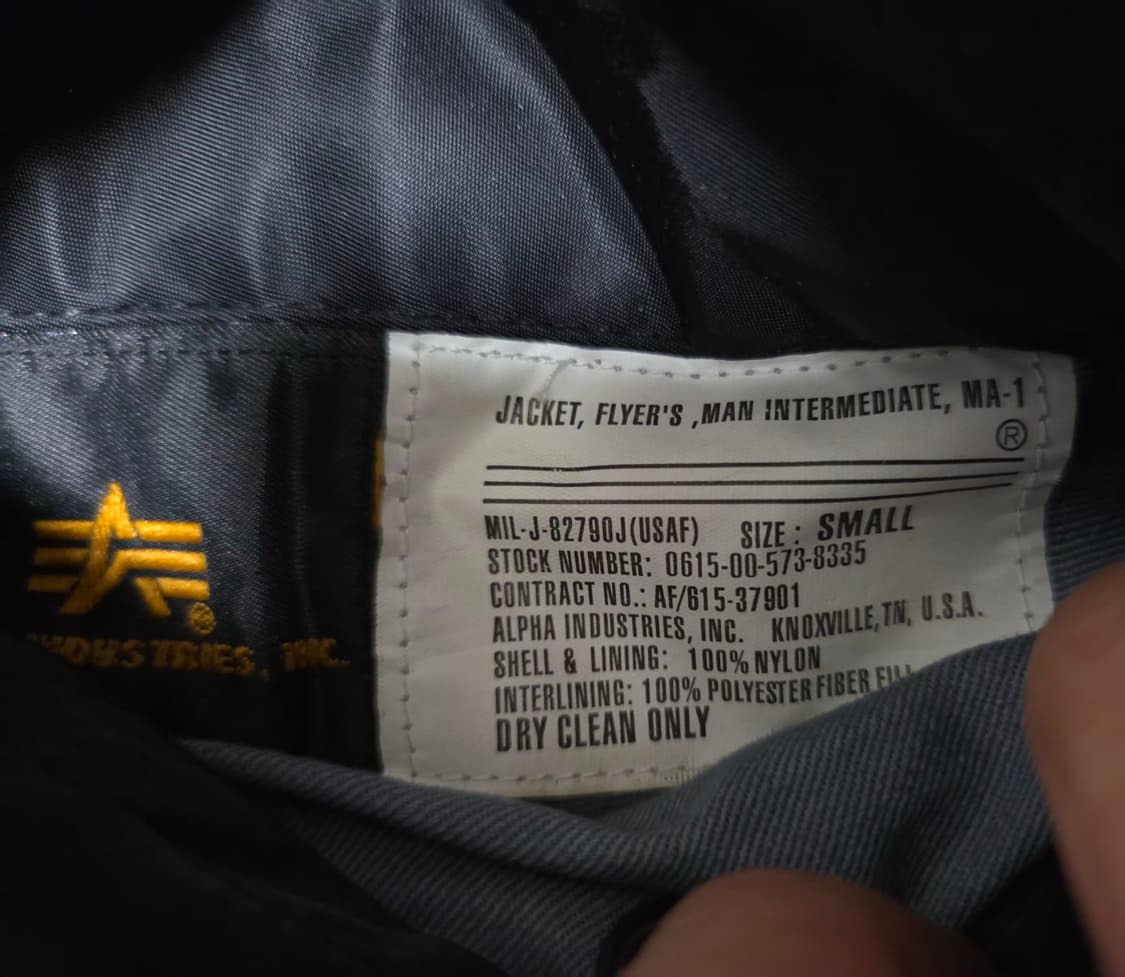 JACKET, FLYER'S ,MAN INTERMEDIATE, MA-1
®
MIL-J-82790J(USAF) SIZE : SMALL
STOCK NUMBER: 0615-00-573-8335
CONTRACT NO.: AF/615-37901
ALPHA INDUSTRIES, INC. KNOXVILLE, TN, U.S.A.
SHELL & LINING: 100% NYLON
INTERLINING: 100% POLYESTER FIBER FILL
DRY CLEAN ONLY
INDUSTRIES, INC.